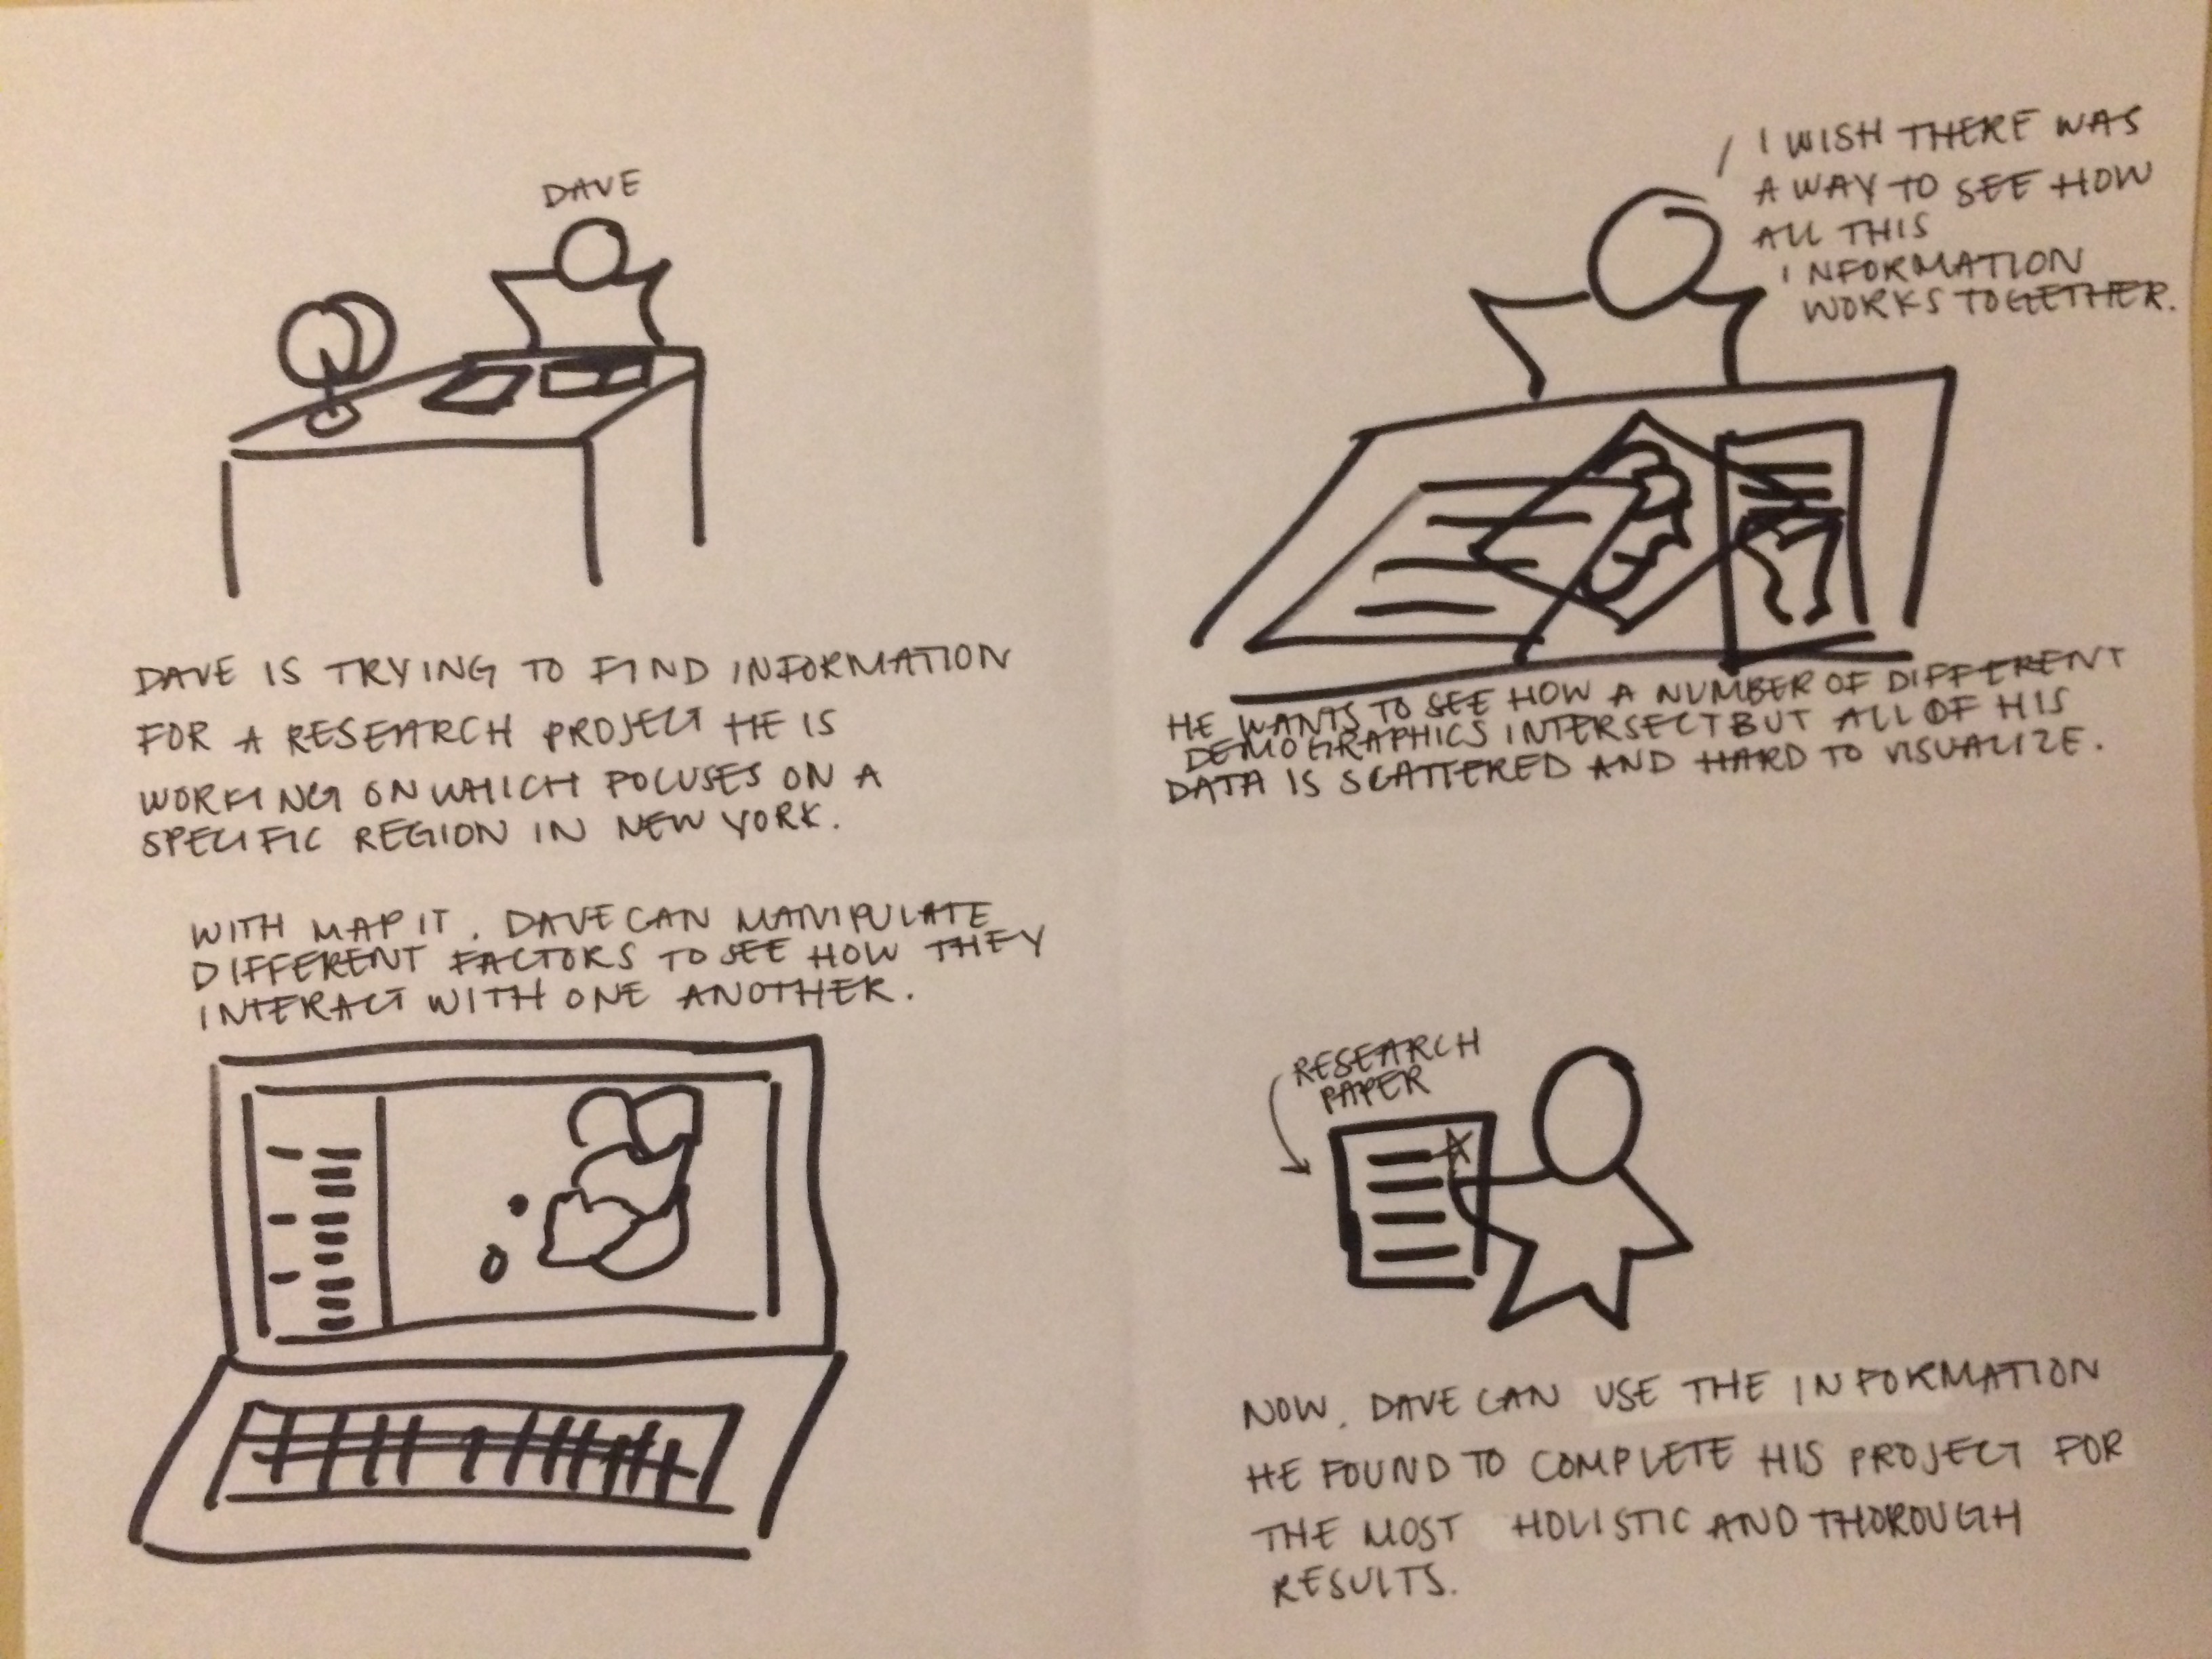 DAVE
DAVE IS TRYING TO FIND INFORMATION
FOR A RESEARCH PROJECT HE IS
WORKING ON WHICH FOCUSES ON A
SPECIFIC REGION IN NEW YORK.
I WISH THERE WAS
A WAY TO SEE HOW
ALL THIS
INFORMATION
WORKS TOGETHER.
HE WANTS TO SEE HOW A NUMBER OF DIFFERENT
DEMOGRAPHICS INTERSECT BUT ALL OF HIS
DATA IS SCATTERED AND HARD TO VISUALIZE.
WITH MAP IT, DAVE CAN MANIPULATE
DIFFERENT FACTORS TO SEE HOW THEY
INTERACT WITH ONE ANOTHER.
RESEARCH
PAPER
NOW, DAVE CAN USE THE INFORMATION
HE FOUND TO COMPLETE HIS PROJECT FOR
THE MOST HOLISTIC AND THOROUGH
RESULTS.